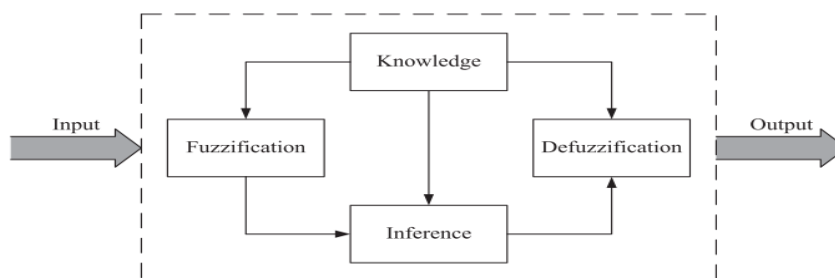 Knowledge
Input
Fuzzification
Defuzzification
Output
Inference